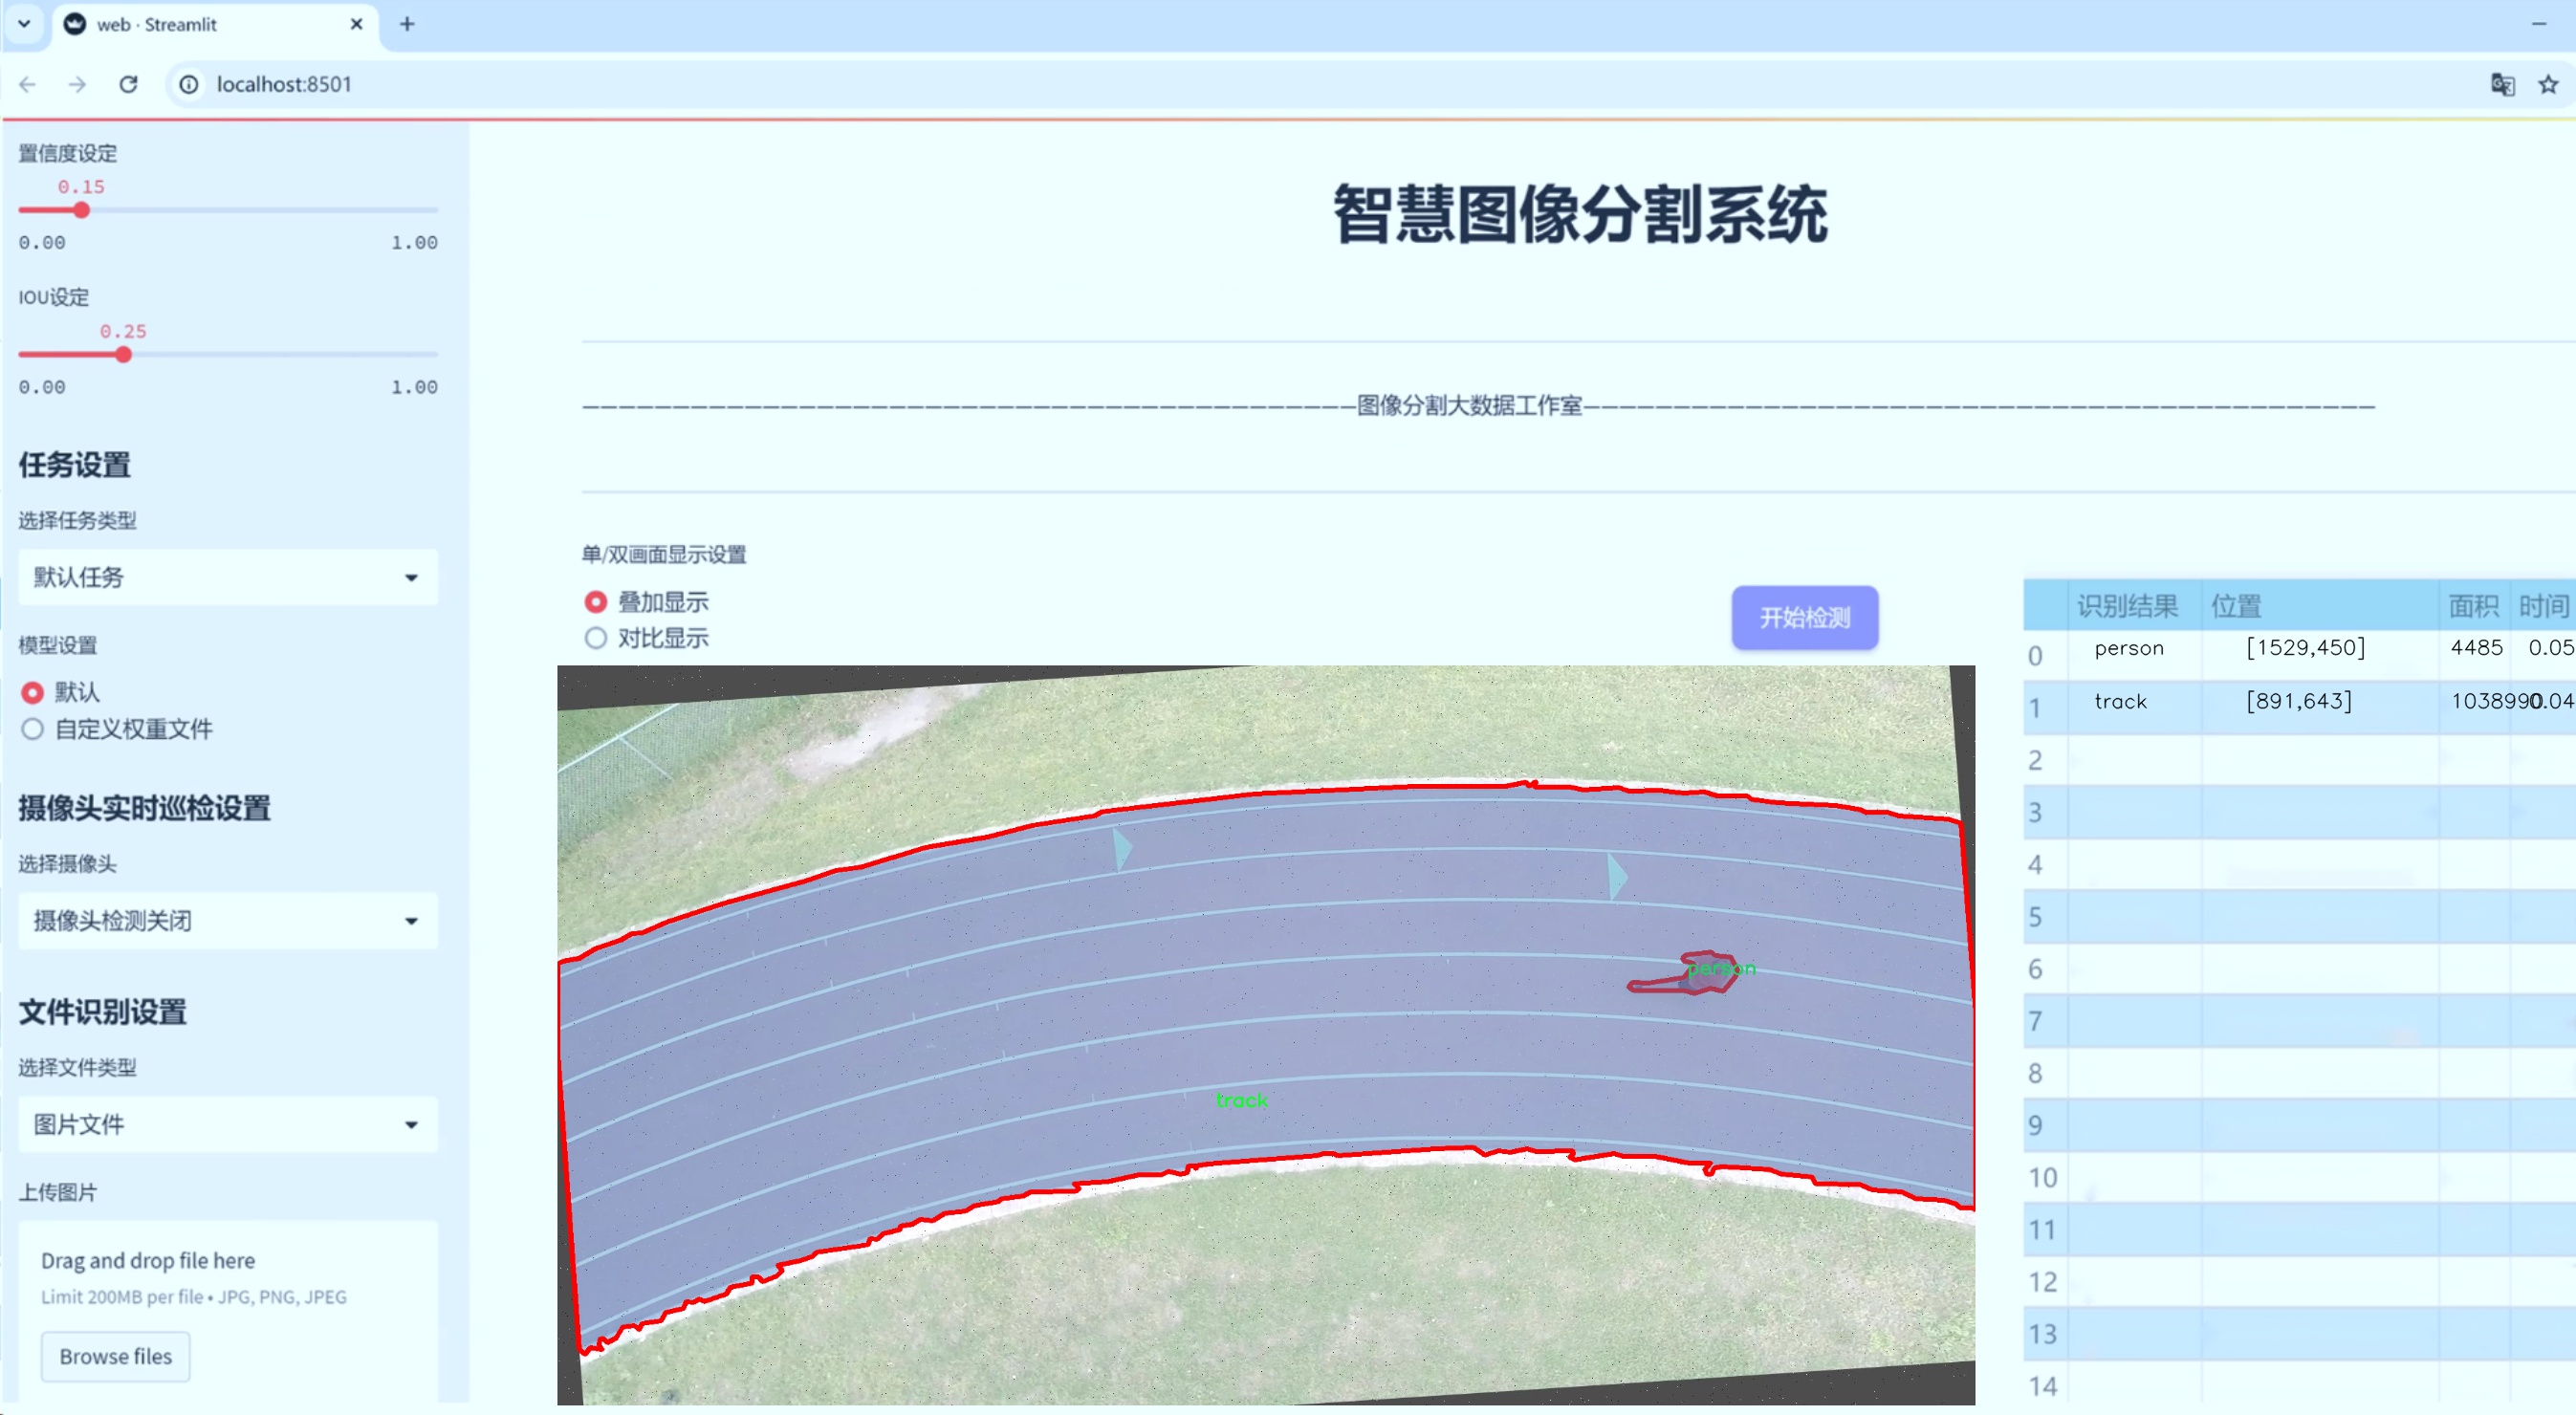 web · Streamlit
localhost:8501
置信度设定
0.15
0.00 1.00
IOU设定
0.25
0.00 1.00
任务设置
选择任务类型
默认任务
模型设置
默认
自定义权重文件
摄像头实时巡检设置
选择摄像头
摄像头检测关闭
文件识别设置
选择文件类型
图片文件
上传图片
Drag and drop file here
Limit 200MB per file • JPG, PNG, JPEG
Browse files
智慧图像分割系统
图像分割大数据工作室
单/双画面显示设置
叠加显示
对比显示
开始检测
person
track
识别结果 位置 面积 时间
0 person [1529,450] 4485 0.05
1 track [891,643] 0.04
2
3
4
5
6
7
8
9
10
11
12
13
14